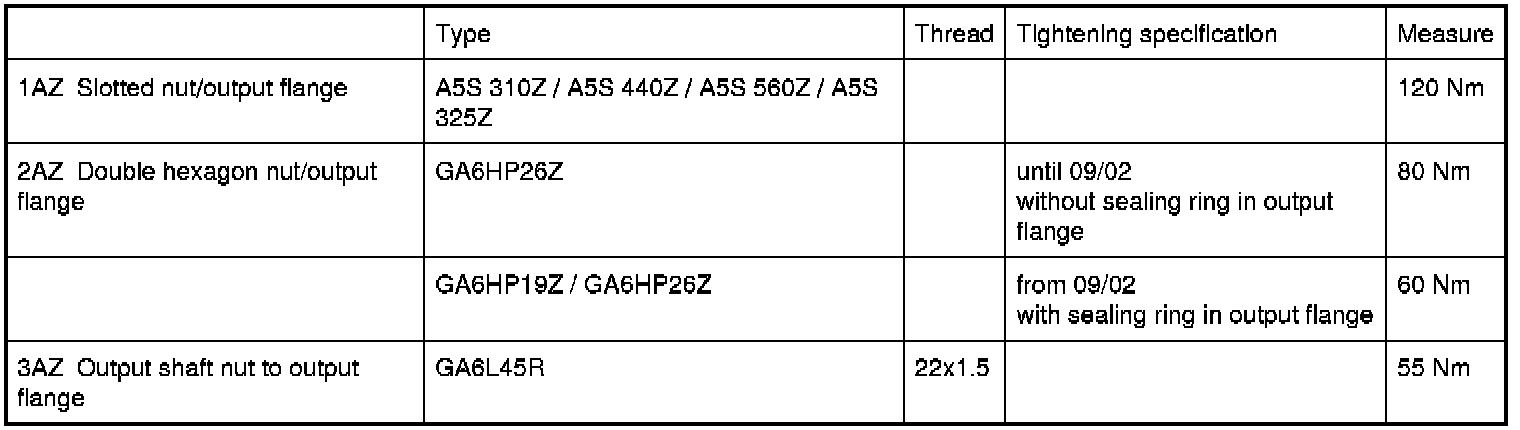 Type Thread Tightening specification Measure
1AZ Slotted nut/output flange A5S 310Z / A5S 440Z / A5S 560Z / A5S 120 Nm
325Z
2AZ Double hexagon nut/output GA6HP26Z until 09/02 80 Nm
flange without sealing ring in output
flange
GA6HP19Z / GA6HP26Z from 09/02 60 Nm
with sealing ring in output flange
3AZ Output shaft nut to output GA6L45R 22x1.5 55 Nm
flange